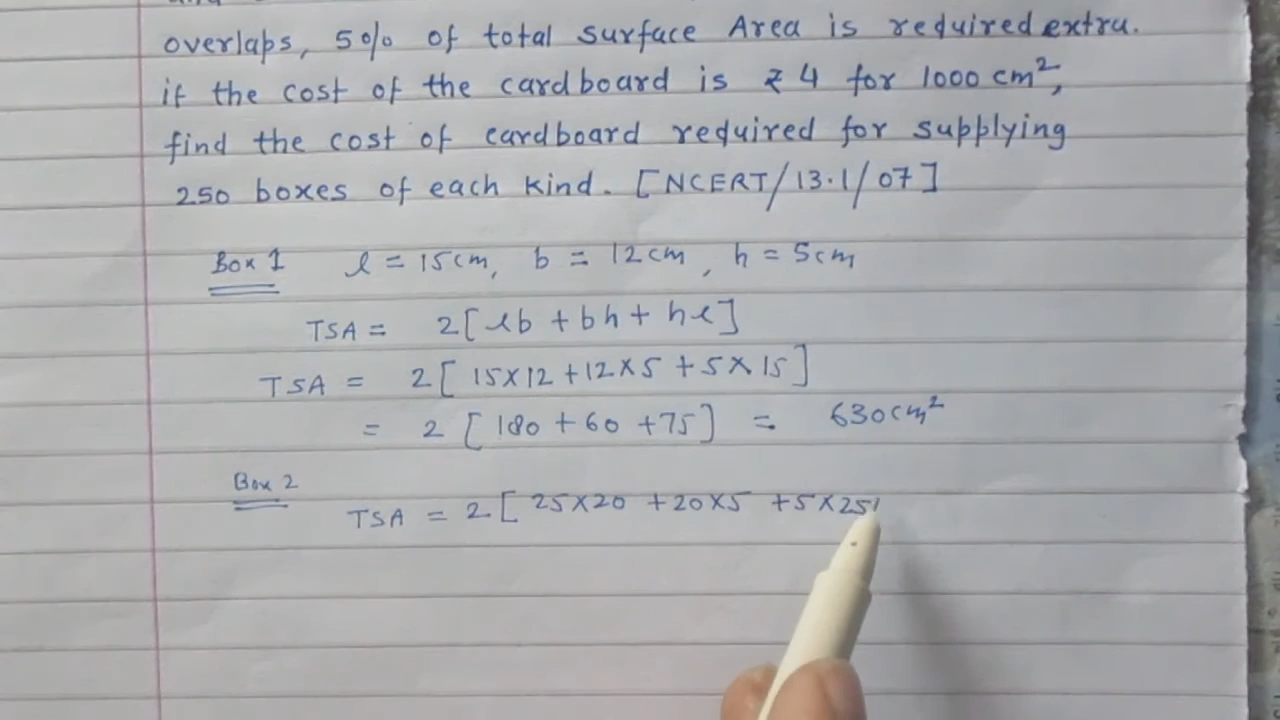 overlaps, 5% of total surface Area is required extra.
if the cost of the cardboard is ₹ 4 for 1000 cm²,
find the cost of cardboard required for supplying
250 boxes of each kind. [NCERT/13.1/07]
Box 1 l = 15cm, b = 12cm, h = 5cm
TSA = 2[lb + bh + hl]
TSA = 2[ 15×12 + 12×5 + 5×15]
= 2 [180 + 60 + 75] = 630cm²
Box 2
TSA = 2[ 25×20 + 20×5 + 5×25